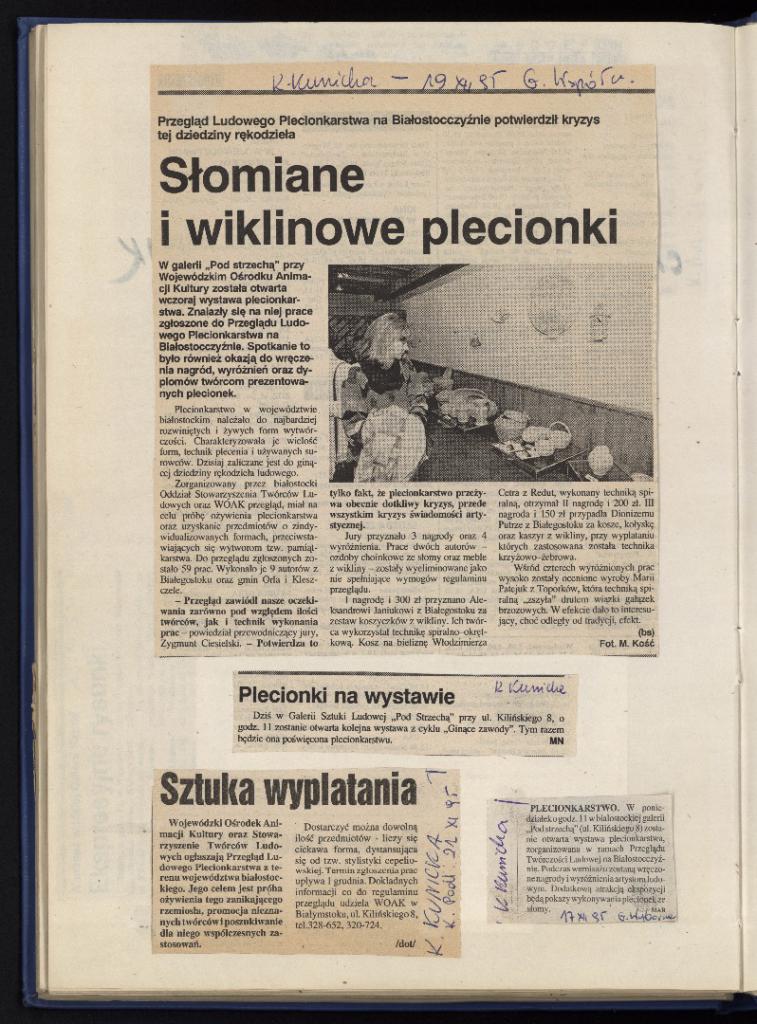 K. Kunicka – 19 XII 95 G. Współcz.
Przegląd Ludowego Plecionkarstwa na Białostocczyźnie potwierdził kryzys
tej dziedziny rękodzieła
Słomiane
i wiklinowe plecionki
W galerii „Pod strzechą” przy
Wojewódzkim Ośrodku Anima-
cji Kultury została otwarta
wczoraj wystawa plecionkar-
stwa. Znalazły się na niej prace
zgłoszone do Przeglądu Ludo-
wego Plecionkarstwa na
Białostocczyźnie. Spotkanie to
było również okazją do wręcze-
nia nagród, wyróżnień oraz dy-
plomów twórcom prezentowa-
nych plecionek.
Plecionkarstwo w województwie
białostockim należało do najbardziej
rozwiniętych i żywych form wytwór-
czości. Charakteryzowała je wielość
form, technik plecenia i używanych su-
rowców. Dzisiaj zaliczane jest do giną-
cej dziedziny rękodzieła ludowego.
Zorganizowany przez białostocki
Oddział Stowarzyszenia Twórców Lu-
dowych oraz WOAK przegląd, miał na
celu próbę ożywienia plecionkarstwa
oraz uzyskanie przedmiotów o zindy-
widualizowanych formach, przeciwsta-
wiających się wytworom tzw. pamiąt-
karstwa. Do przeglądu zgłoszonych zo-
stało 59 prac. Wykonało je 9 autorów z
Białegostoku oraz gmin Orla i Klesz-
czele.
– Przegląd zawiódł nasze oczeki-
wania zarówno pod względem ilości
twórców, jak i technik wykonania
prac – powiedział przewodniczący jury,
Zygmunt Ciesielski. – Potwierdza to
tylko fakt, że plecionkarstwo przeży-
wa obecnie dotkliwy kryzys, przede
wszystkim kryzys świadomości arty-
stycznej.
Jury przyznało 3 nagrody oraz 4
wyróżnienia. Prace dwóch autorów –
ozdoby choinkowe ze słomy oraz meble
z wikliny – zostały wyeliminowane jako
nie spełniające wymogów regulaminu
przeglądu.
I nagrodę i 300 zł przyznano Ale-
ksandrowi Janiukowi z Białegostoku za
zestaw koszyczków z wikliny. Ich twór-
ca wykorzystał technikę spiralno-okręt-
kową. Kosz na bieliznę Włodzimierza
Cetra z Redut, wykonany techniką spi-
ralną, otrzymał II nagrodę i 200 zł. III
nagroda i 150 zł przypadła Dionizemu
Putrze z Białegostoku za kosze, kołyskę
oraz kaszyr z wikliny, przy wyplataniu
których zastosowana została technika
krzyżowo-żebrowa.
Wśród czterech wyróżnionych prac
wysoko zostały ocenione wyroby Marii
Patejuk z Toporków, która techniką spi-
ralną „zszyła” drutem wiązki gałązek
brzozowych. W efekcie dało to interesu-
jący, choć odległy od tradycji, efekt.
(bs)
Fot. M. Kość
K Kunicka
Plecionki na wystawie
Dziś w Galerii Sztuki Ludowej „Pod Strzechą” przy ul. Kilińskiego 8, o
godz. 11 zostanie otwarta kolejna wystawa z cyklu „Ginące zawody”. Tym razem
będzie ona poświęcona plecionkarstwu.
MN
Sztuka wyplatania
Wojewódzki Ośrodek Ani-
macji Kultury oraz Stowa-
rzyszenie Twórców Ludo-
wych ogłaszają Przegląd Lu-
dowego Plecionkarstwa z te-
renu województwa białostoc-
kiego. Jego celem jest próba
ożywienia tego zanikającego
rzemiosła, promocja niezna-
nych twórców i poszukiwanie
dla niego współczesnych za-
stosowań.
Dostarczyć można dowolną
ilość przedmiotów - liczy się
ciekawa forma, dystansująca
się od tzw. stylistyki cepelio-
wskiej. Termin zgłoszenia prac
upływa 1 grudnia. Dokładnych
informacji co do regulaminu
przeglądu udziela WOAK w
Białymstoku, ul. Kilińskiego 8,
tel.328-652, 320-724.
/dot/
K. KUNICKA
K. Podl 21 XI 95 r
K Kunicka
PLECIONKARSTWO. W ponie-
działek o godz. 11 w białostockiej galerii
„Pod strzechą” (ul. Kilińskiego 8) zosta-
nie otwarta wystawa plecionkarstwa,
zorganizowana w ramach Przeglądu
Twórczości Ludowej na Białostocczyź-
nie. Podczas wernisażu zostaną wręczo-
ne nagrody i wyróżnienia artystom ludo-
wym. Dodatkową atrakcją ekspozycji
będą pokazy wykonywania plecionek ze
słomy.
MAR
17 XII 95 G. Wyborcza